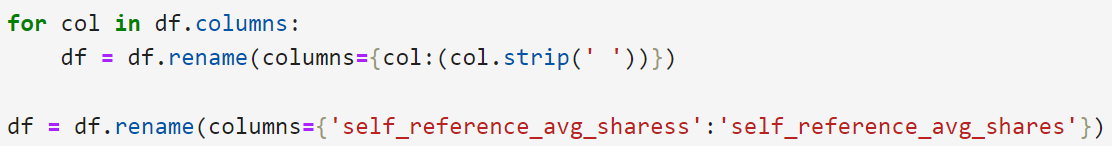 for col in df.columns:
    df = df.rename(columns={col:(col.strip(' '))})

df = df.rename(columns={'self_reference_avg_sharess':'self_reference_avg_shares'})